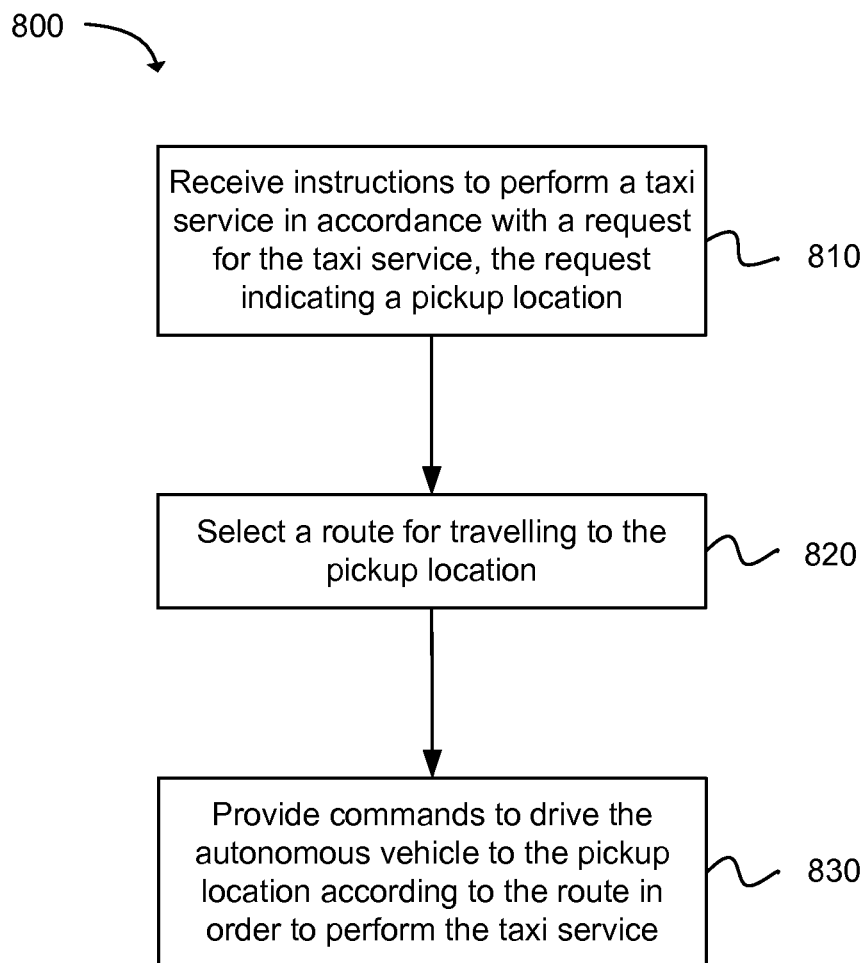 800
Receive instructions to perform a taxi
service in accordance with a request
for the taxi service, the request
indicating a pickup location
810
Select a route for travelling to the
pickup location
820
Provide commands to drive the
autonomous vehicle to the pickup
location according to the route in
order to perform the taxi service
830